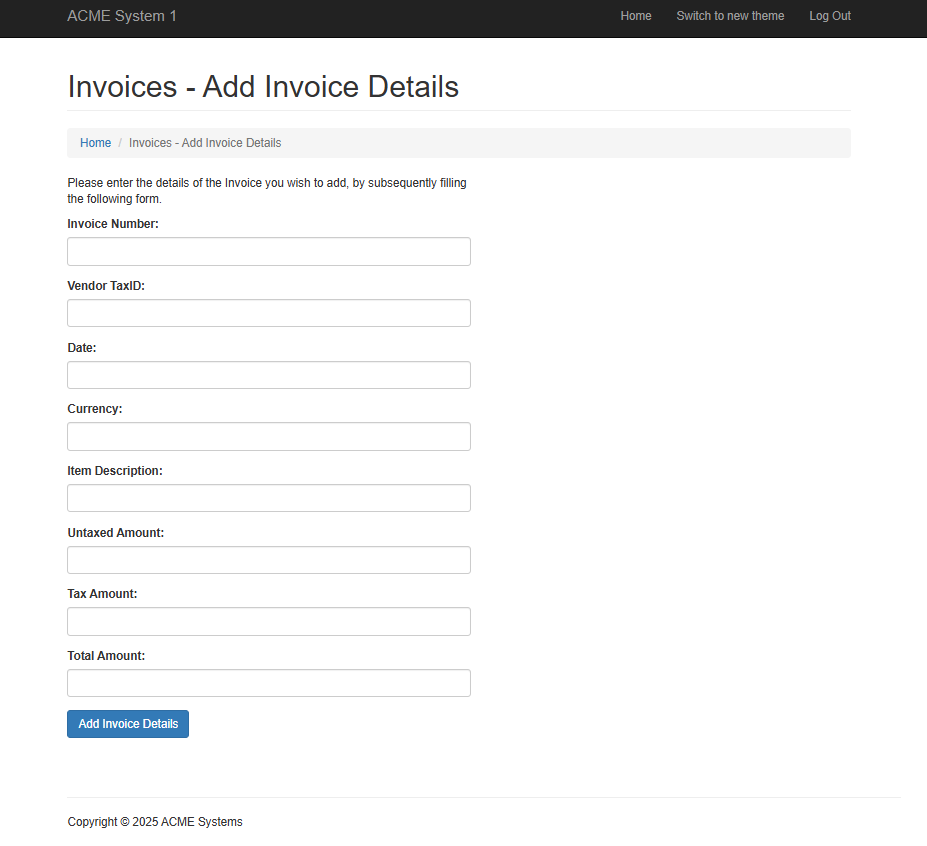 ACME System 1
Home
Switch to new theme
Log Out
Invoices - Add Invoice Details
Home / Invoices - Add Invoice Details
Please enter the details of the Invoice you wish to add, by subsequently filling
the following form.
Invoice Number:
Vendor TaxID:
Date:
Currency:
Item Description:
Untaxed Amount:
Tax Amount:
Total Amount:
Add Invoice Details
Copyright © 2025 ACME Systems